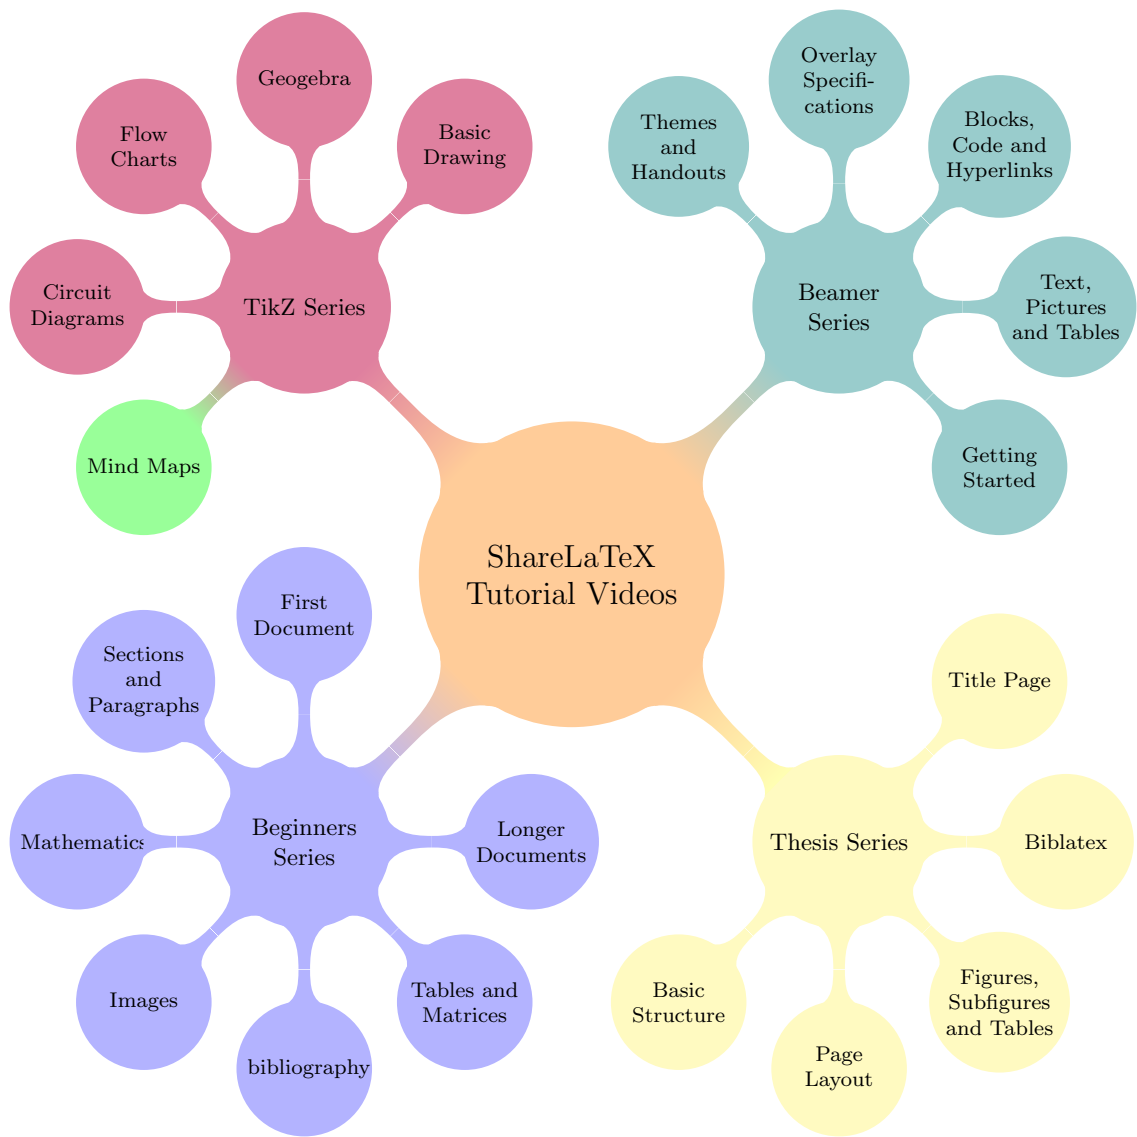 Geogebra
Flow
Charts
Basic
Drawing
Circuit
Diagrams
TikZ Series
Mind Maps
Overlay
Specifi-
cations
Themes
and
Handouts
Blocks,
Code and
Hyperlinks
Beamer
Series
Text,
Pictures
and Tables
Getting
Started
ShareLaTeX
Tutorial Videos
First
Document
Sections
and
Paragraphs
Mathematics
Beginners
Series
Longer
Documents
Images
Tables and
Matrices
bibliography
Title Page
Thesis Series
Biblatex
Basic
Structure
Figures,
Subfigures
and Tables
Page
Layout